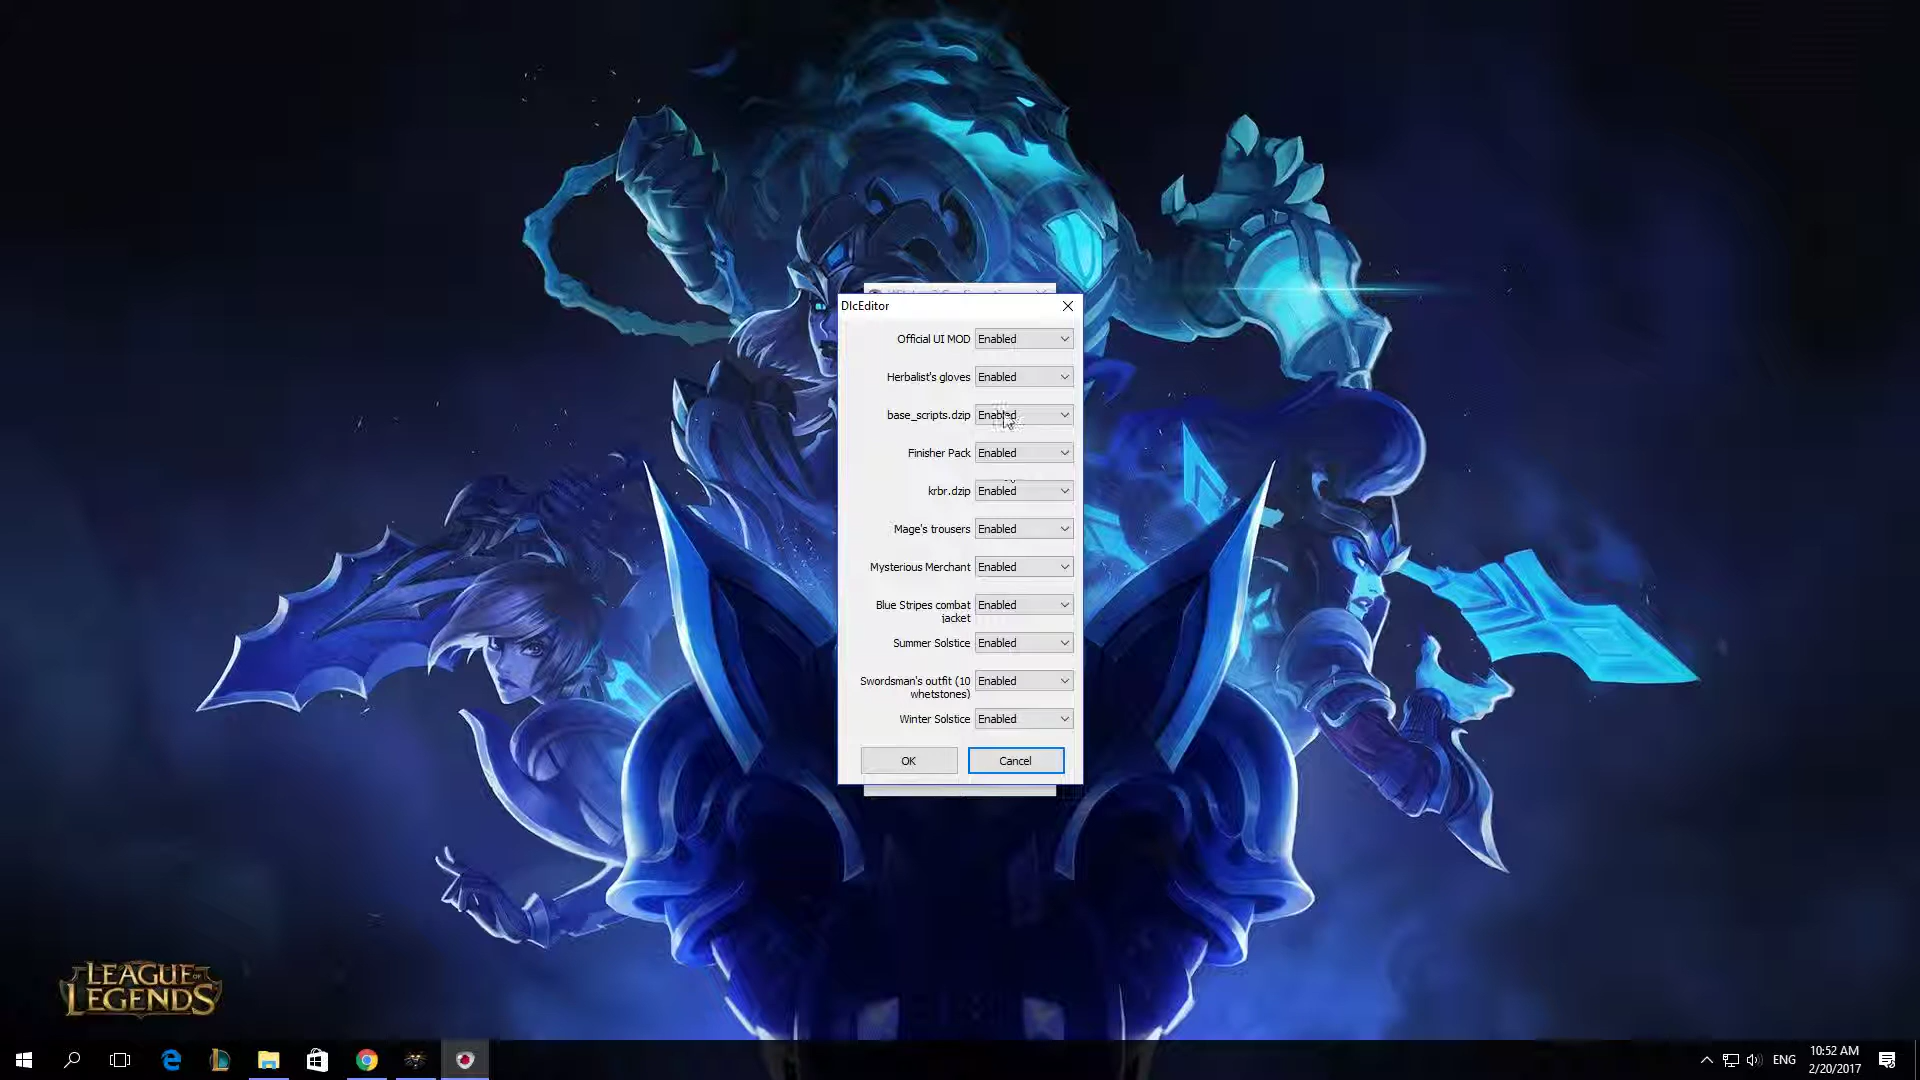 DlcEditor
Official UI MOD Enabled
Herbalist's gloves Enabled
base_scripts.dzip Enabled
Finisher Pack Enabled
krbr.dzip Enabled
Mage's trousers Enabled
Mysterious Merchant Enabled
Blue Stripes combat Enabled
jacket
Summer Solstice Enabled
Swordsman's outfit (10 Enabled
whetstones)
Winter Solstice Enabled
OK Cancel
LEAGUE OF
LEGENDS
ENG
10:52 AM
2/20/2017